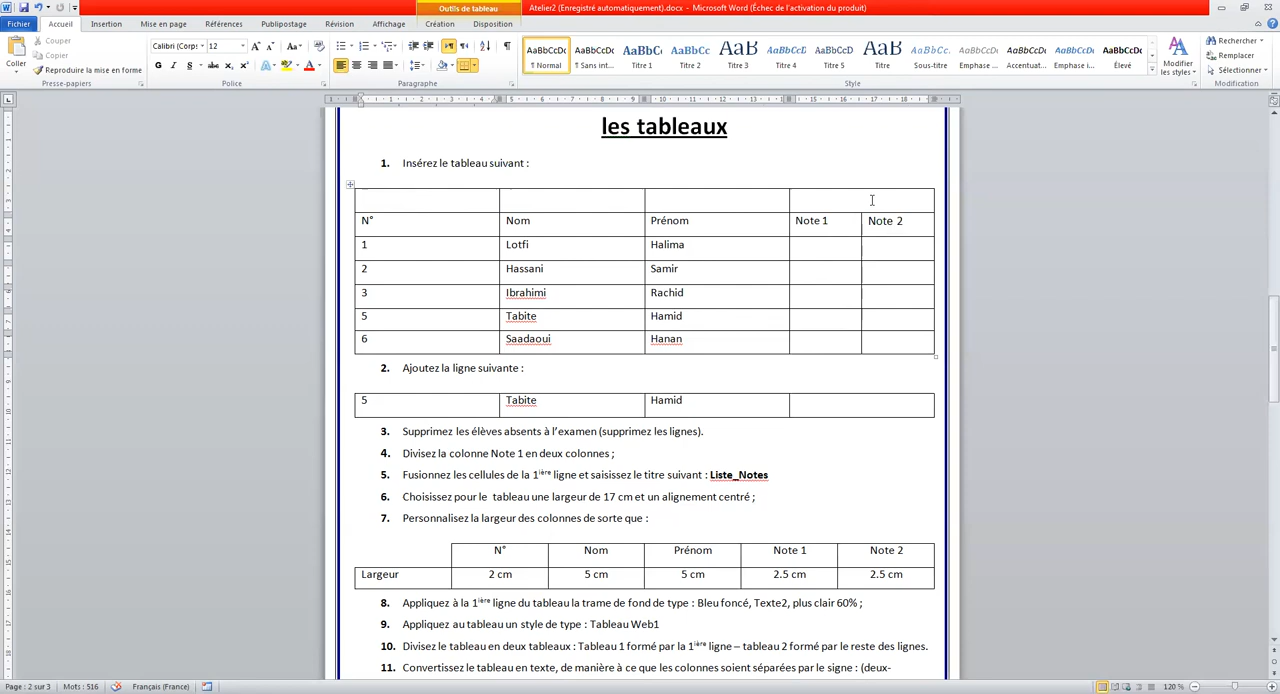 Outils de tableau
Atelier2 (Enregistré automatiquement).docx - Microsoft Word (Échec de l'activation du produit)
Fichier Accueil Insertion Mise en page Références Publipostage Révision Affichage Création Disposition
Coller
Couper
Copier
Reproduire la mise en forme
Presse-papiers
Calibri (Corps 12
G I S abc x₂ x²
Police
Paragraphe
AaBbCcDc AaBbCcDc AaBbC AaBbCc AaB AaBbCcE AaBbCcD AaB AaBbCc. AaBbCcDc AaBbCcDc AaBbCcDc AaBbCcDc
¶ Normal ¶ Sans int... Titre 1 Titre 2 Titre 3 Titre 4 Titre 5 Titre Sous-titre Emphase ... Accentuat... Emphase i... Élevé
Style
Modifier les styles
Rechercher
Remplacer
Sélectionner
Modification
les tableaux
1. Insérez le tableau suivant :
N° Nom Prénom Note 1 Note 2
1 Lotfi Halima
2 Hassani Samir
3 Ibrahimi Rachid
5 Tabite Hamid
6 Saadaoui Hanan
2. Ajoutez la ligne suivante :
5 Tabite Hamid
3. Supprimez les élèves absents à l'examen (supprimez les lignes).
4. Divisez la colonne Note 1 en deux colonnes ;
5. Fusionnez les cellules de la 1ière ligne et saisissez le titre suivant : Liste_Notes
6. Choisissez pour le tableau une largeur de 17 cm et un alignement centré ;
7. Personnalisez la largeur des colonnes de sorte que :
N° Nom Prénom Note 1 Note 2
Largeur 2 cm 5 cm 5 cm 2.5 cm 2.5 cm
8. Appliquez à la 1ière ligne du tableau la trame de fond de type : Bleu foncé, Texte2, plus clair 60% ;
9. Appliquez au tableau un style de type : Tableau Web1
10. Divisez le tableau en deux tableaux : Tableau 1 formé par la 1ière ligne – tableau 2 formé par le reste des lignes.
11. Convertissez le tableau en texte, de manière à ce que les colonnes soient séparées par le signe : (deux-
Page : 2 sur 3 Mots : 516 Français (France) 120 %